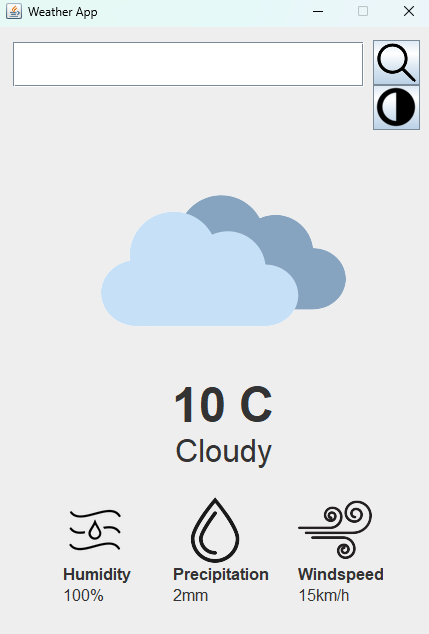 Weather App
10 C
Cloudy
Humidity Precipitation Windspeed
100% 2mm 15km/h